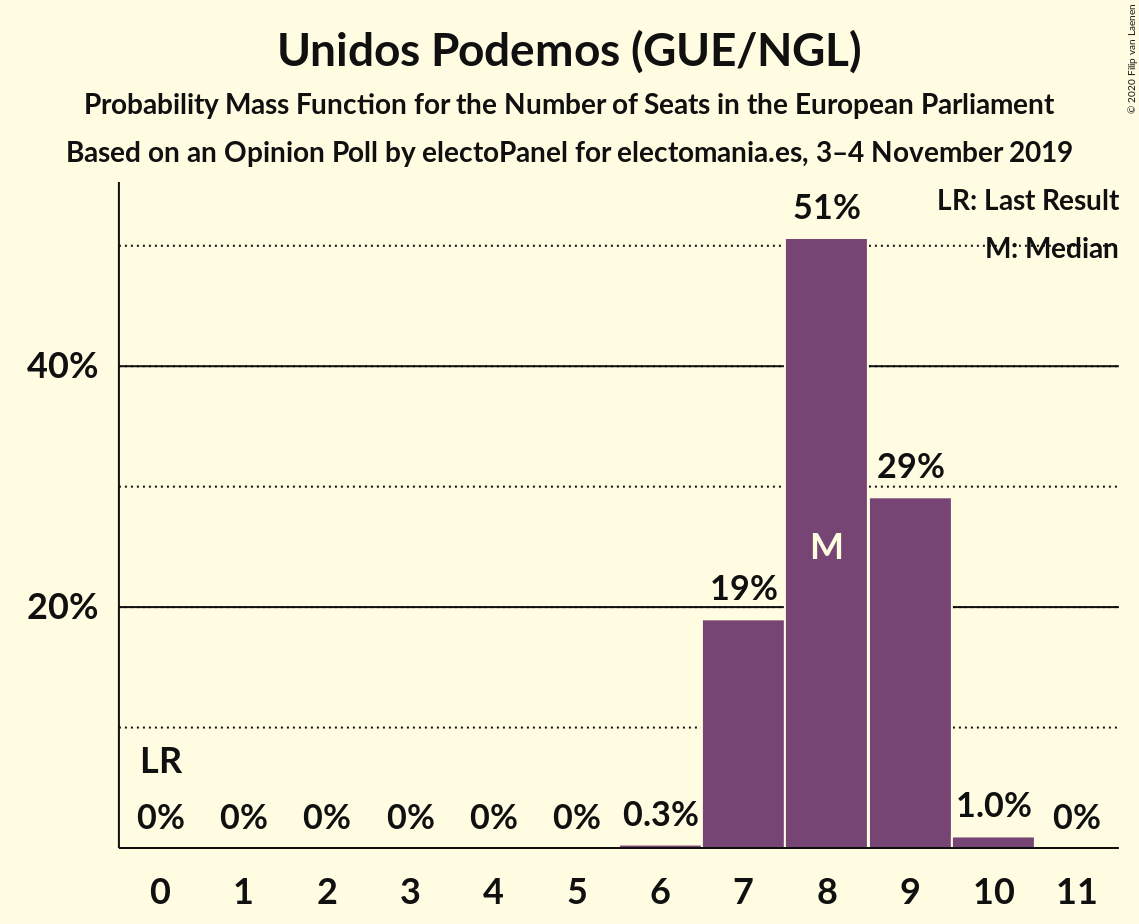 Unidos Podemos (GUE/NGL)
Probability Mass Function for the Number of Seats in the European Parliament
Based on an Opinion Poll by electoPanel for electomania.es, 3–4 November 2019
© 2020 Filip van Laenen
LR: Last Result
M: Median
51%
40%
29%
M
19%
20%
LR
0% 0% 0% 0% 0% 0% 0.3% 1.0% 0%
0 1 2 3 4 5 6 7 8 9 10 11